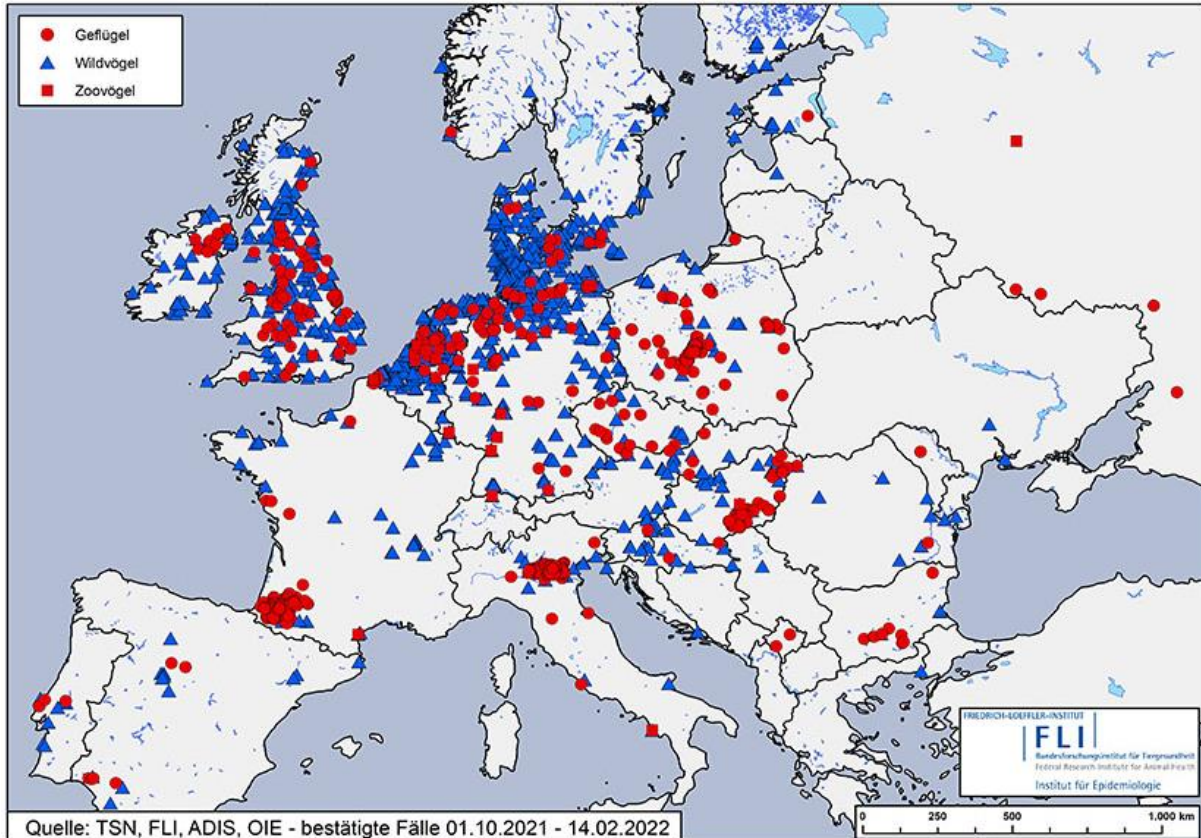 Geflügel
Wildvögel
Zoovögel
FRIEDRICH-LOEFFLER-INSTITUT
FLI
Bundesforschungsinstitut für Tiergesundheit
Federal Research Institute for Animal Health
Institut für Epidemiologie
Quelle: TSN, FLI, ADIS, OIE - bestätigte Fälle 01.10.2021 - 14.02.2022
0 250 500 1.000 km